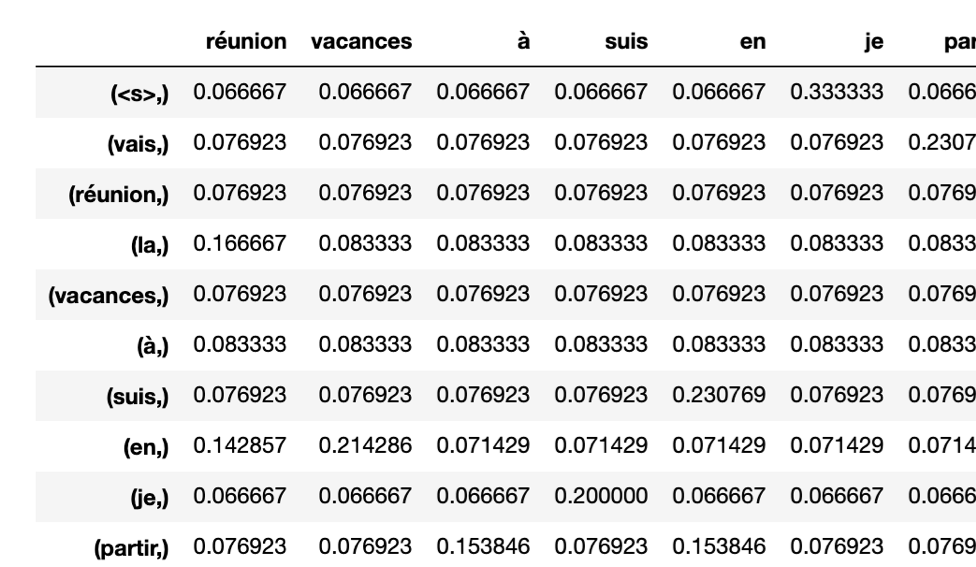 réunion vacances à suis en je par
(<s>,) 0.066667 0.066667 0.066667 0.066667 0.066667 0.333333 0.0666
(vais,) 0.076923 0.076923 0.076923 0.076923 0.076923 0.076923 0.2307
(réunion,) 0.076923 0.076923 0.076923 0.076923 0.076923 0.076923 0.0769
(la,) 0.166667 0.083333 0.083333 0.083333 0.083333 0.083333 0.0833
(vacances,) 0.076923 0.076923 0.076923 0.076923 0.076923 0.076923 0.0769
(à,) 0.083333 0.083333 0.083333 0.083333 0.083333 0.083333 0.0833
(suis,) 0.076923 0.076923 0.076923 0.076923 0.230769 0.076923 0.0769
(en,) 0.142857 0.214286 0.071429 0.071429 0.071429 0.071429 0.0714
(je,) 0.066667 0.066667 0.066667 0.200000 0.066667 0.066667 0.0666
(partir,) 0.076923 0.076923 0.153846 0.076923 0.153846 0.076923 0.0769